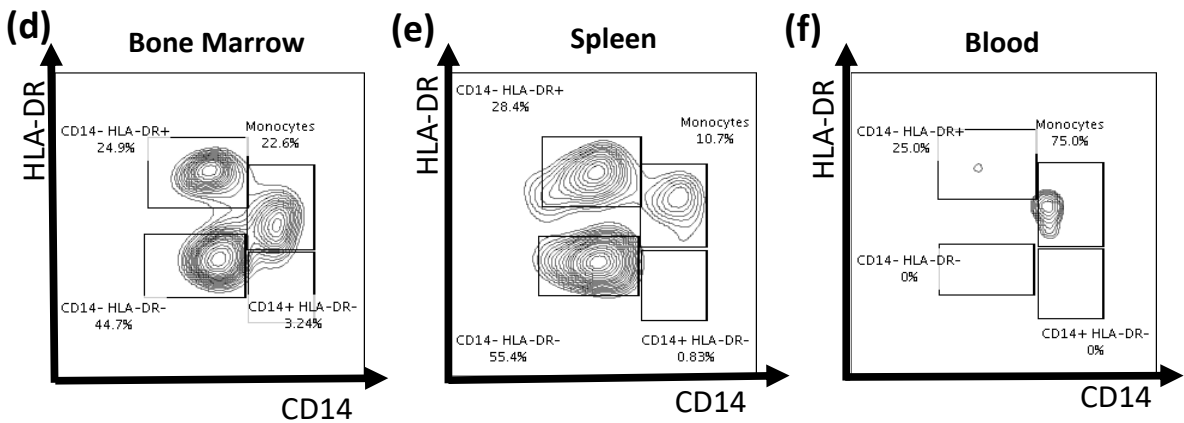 (d)
Bone Marrow
HLA-DR
CD14- HLA-DR+
24.9%
Monocytes
22.6%
CD14- HLA-DR-
44.7%
CD14+ HLA-DR-
3.24%
CD14
(e)
Spleen
HLA-DR
CD14- HLA-DR+
28.4%
Monocytes
10.7%
CD14- HLA-DR-
55.4%
CD14+ HLA-DR-
0.83%
CD14
(f)
Blood
HLA-DR
CD14- HLA-DR+
25.0%
Monocytes
75.0%
CD14- HLA-DR-
0%
CD14+ HLA-DR-
0%
CD14